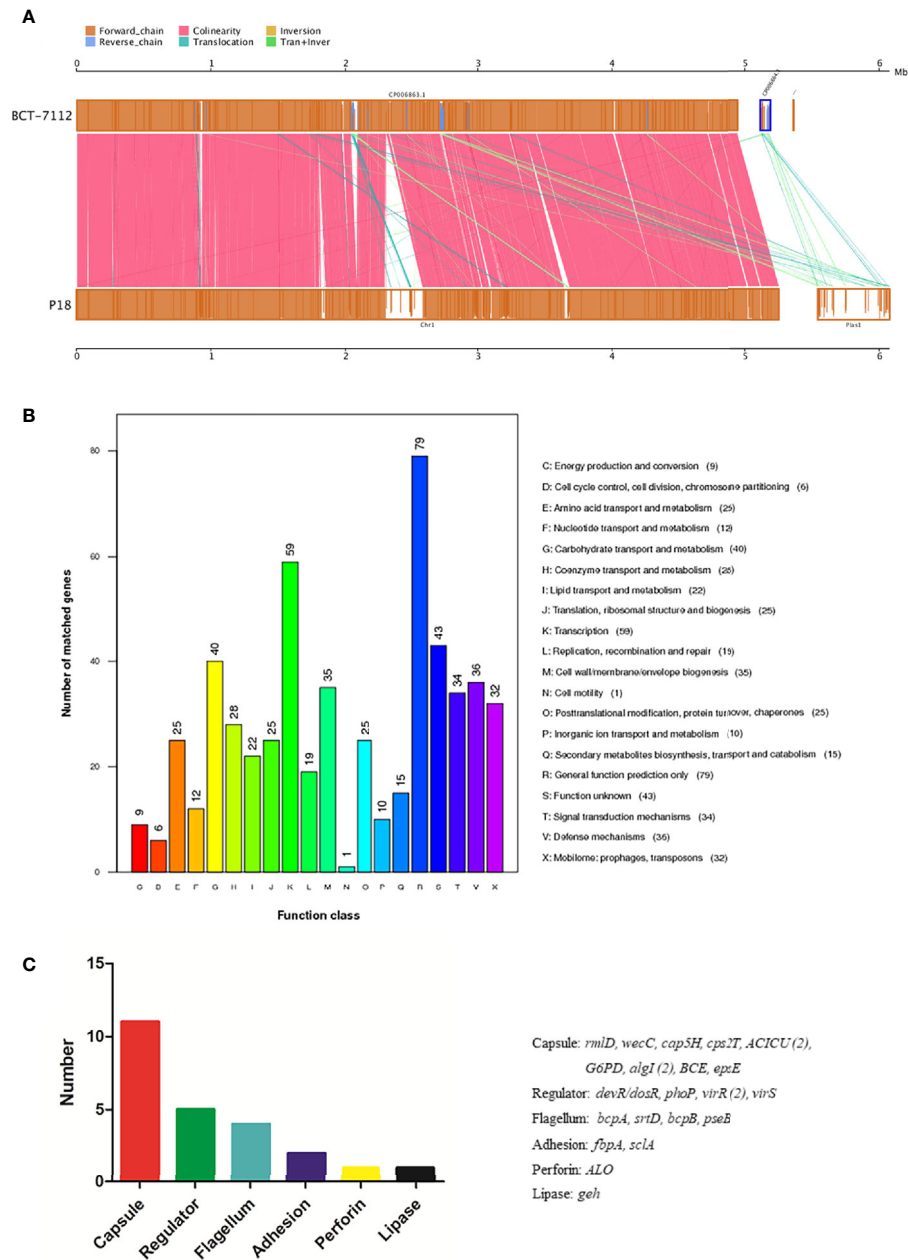 A
Forward_chain Colinearity Inversion
Reverse_chain Translocation Tran+Inver
0 1 2 3 4 5 6 Mb
CP006863.1
BCT-7112
P18
Chr1 Plas1
0 1 2 3 4 5 6
B
Number of matched genes
80
60
40
20
0
9 6 25 12 40 28 22 25 59 19 35 1 25 10 15 79 43 34 36 32
D E F G H I J K L M N O P Q R S T V X
Function class
C: Energy production and conversion (9)
D: Cell cycle control, cell division, chromosome partitioning (6)
E: Amino acid transport and metabolism (25)
F: Nucleotide transport and metabolism (12)
G: Carbohydrate transport and metabolism (40)
H: Coenzyme transport and metabolism (28)
I: Lipid transport and metabolism (22)
J: Translation, ribosomal structure and biogenesis (25)
K: Transcription (59)
L: Replication, recombination and repair (19)
M: Cell wall/membrane/envelope biogenesis (35)
N: Cell motility (1)
O: Posttranslational modification, protein turnover, chaperones (25)
P: Inorganic ion transport and metabolism (10)
Q: Secondary metabolites biosynthesis, transport and catabolism (15)
R: General function prediction only (79)
S: Function unknown (43)
T: Signal transduction mechanisms (34)
V: Defense mechanisms (36)
X: Mobilome: prophages, transposons (32)
C
Number
15
10
5
0
Capsule
Regulator
Flagellum
Adhesion
Perforin
Lipase
Capsule: rmlD, wecC, cap5H, cps2T, ACICU (2),
G6PD, algI (2), BCE, epsE
Regulator: devR/dosR, phoP, virR (2), virS
Flagellum: bcpA, srtD, bcpB, pseB
Adhesion: fbpA, sclA
Perforin: ALO
Lipase: geh